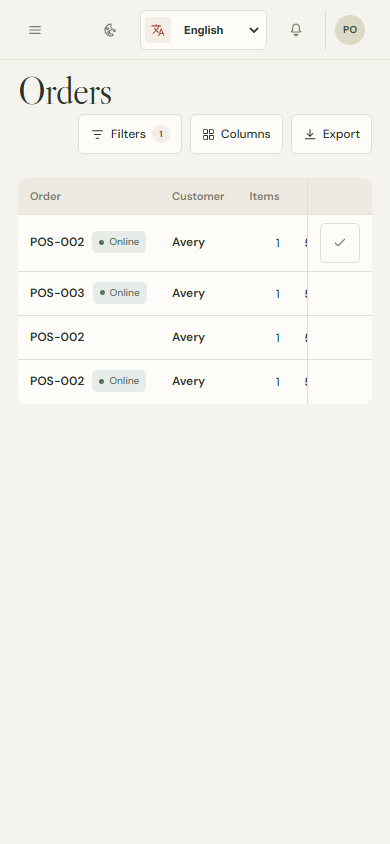 English
PO
Orders
Filters 1
Columns
Export
Order Customer Items
POS-002 Online Avery 1
POS-003 Online Avery 1
POS-002 Avery 1
POS-002 Online Avery 1